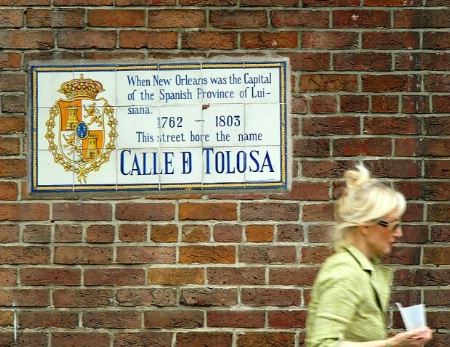 When New Orleans was the Capital
of the Spanish Province of Lui-
siana.
1762 — 1803
This street bore the name
CALLE D TOLOSA